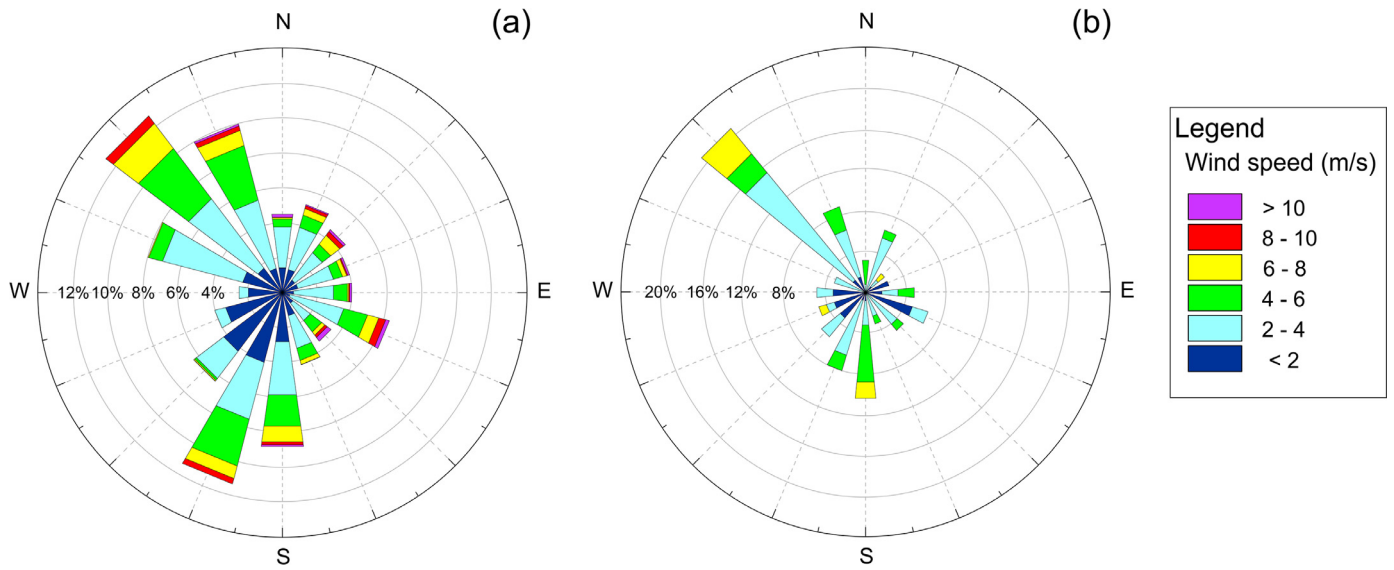 N
(a)
W
12% 10% 8% 6% 4%
E
S
N
(b)
W
20% 16% 12% 8%
E
S
Legend
Wind speed (m/s)
> 10
8 - 10
6 - 8
4 - 6
2 - 4
< 2